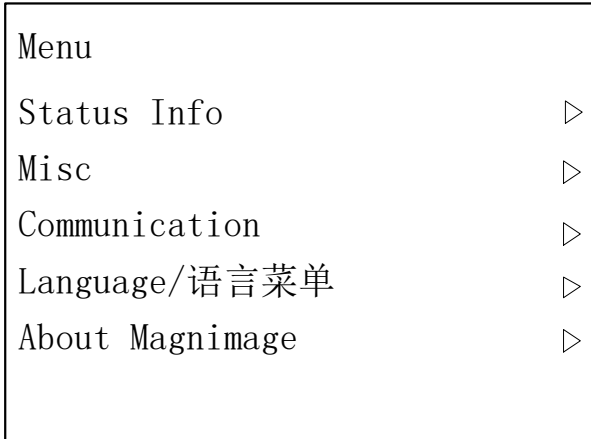 Menu
Status Info
Misc
Communication
Language/语言菜单
About Magnimage